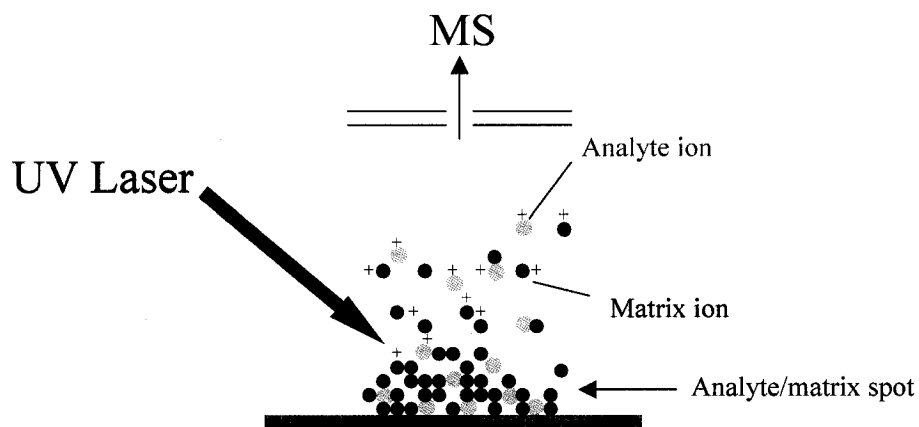 MS
Analyte ion
UV Laser
Matrix ion
Analyte/matrix spot